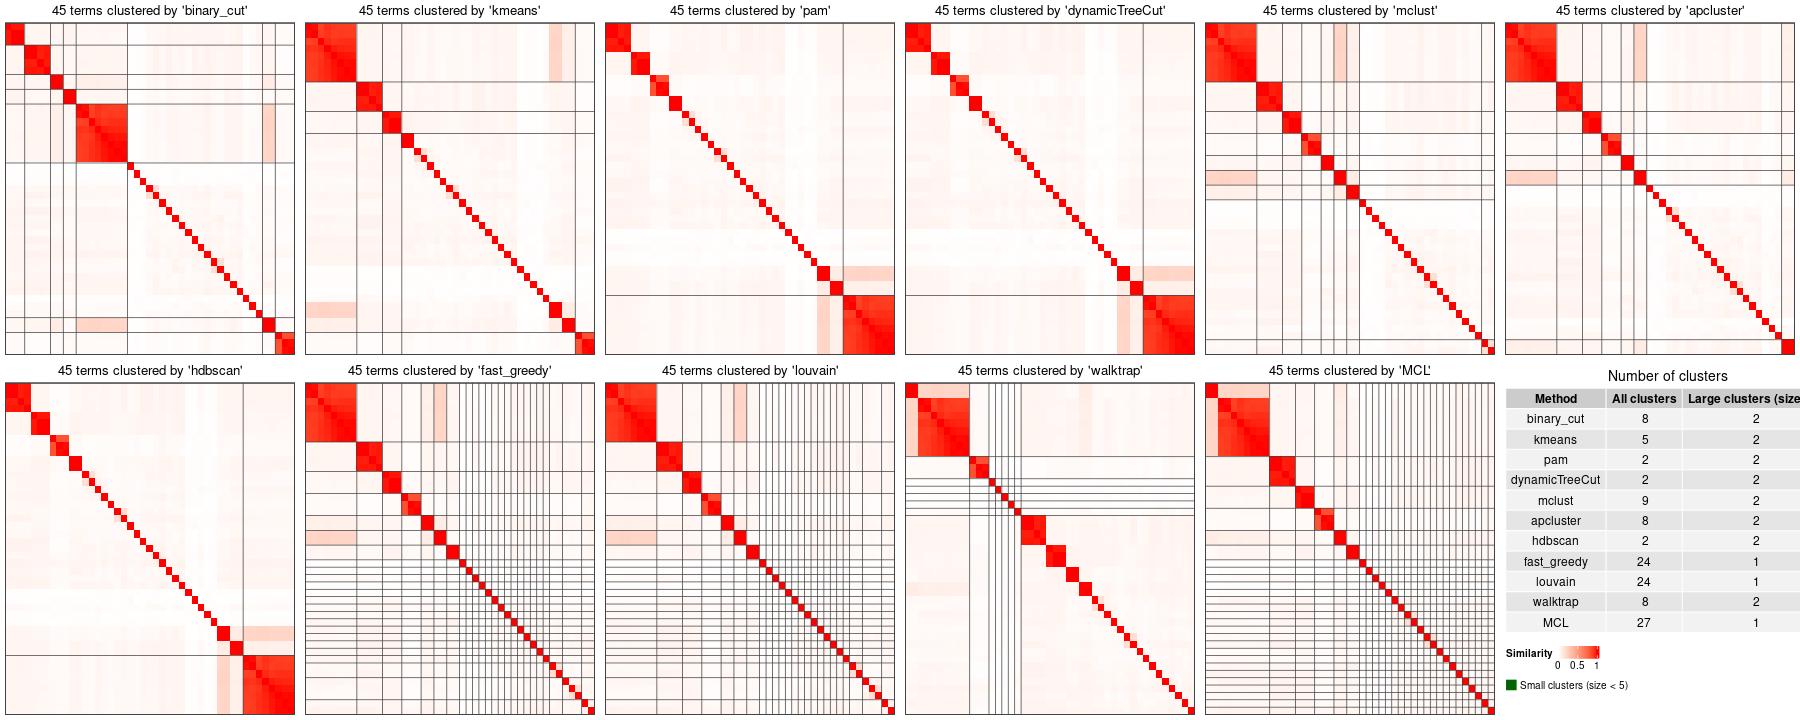 45 terms clustered by 'binary_cut'
45 terms clustered by 'kmeans'
45 terms clustered by 'pam'
45 terms clustered by 'dynamicTreeCut'
45 terms clustered by 'mclust'
45 terms clustered by 'apcluster'
45 terms clustered by 'hdbscan'
45 terms clustered by 'fast_greedy'
45 terms clustered by 'louvain'
45 terms clustered by 'walktrap'
45 terms clustered by 'MCL'
Number of clusters
Method All clusters Large clusters (size
binary_cut 8 2
kmeans 5 2
pam 2 2
dynamicTreeCut 2 2
mclust 9 2
apcluster 8 2
hdbscan 2 2
fast_greedy 24 1
louvain 24 1
walktrap 8 2
MCL 27 1
Similarity
0 0.5 1
Small clusters (size < 5)